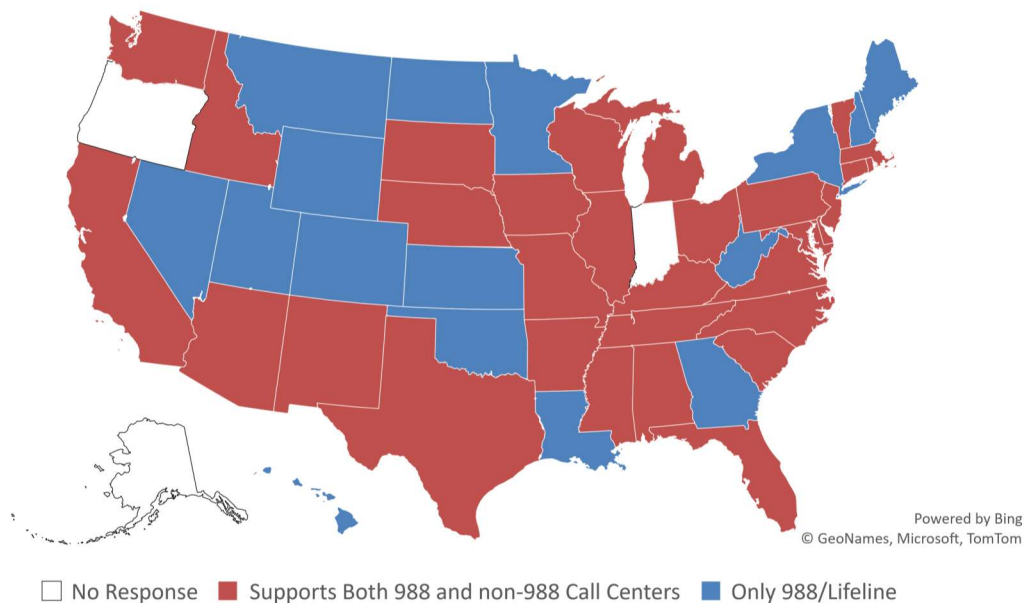 Powered by Bing
© GeoNames, Microsoft, TomTom
No Response Supports Both 988 and non-988 Call Centers Only 988/Lifeline